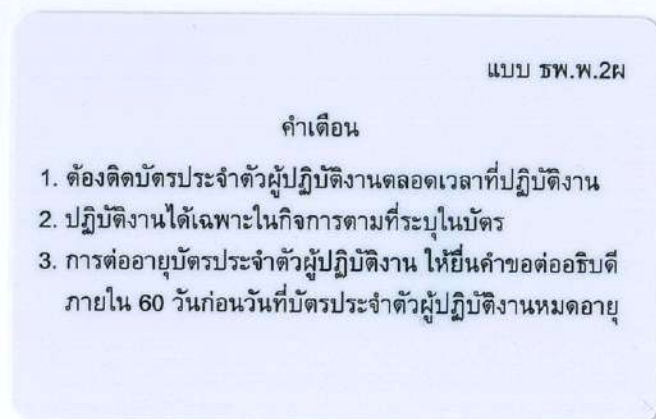 แบบ ธพ.พ.2ผ
คำเตือน
1. ต้องติดบัตรประจำตัวผู้ปฏิบัติงานตลอดเวลาที่ปฏิบัติงาน
2. ปฏิบัติงานได้เฉพาะในกิจการตามที่ระบุในบัตร
3. การต่ออายุบัตรประจำตัวผู้ปฏิบัติงาน ให้ยื่นคำขอต่ออธิบดี
ภายใน 60 วันก่อนวันที่บัตรประจำตัวผู้ปฏิบัติงานหมดอายุ